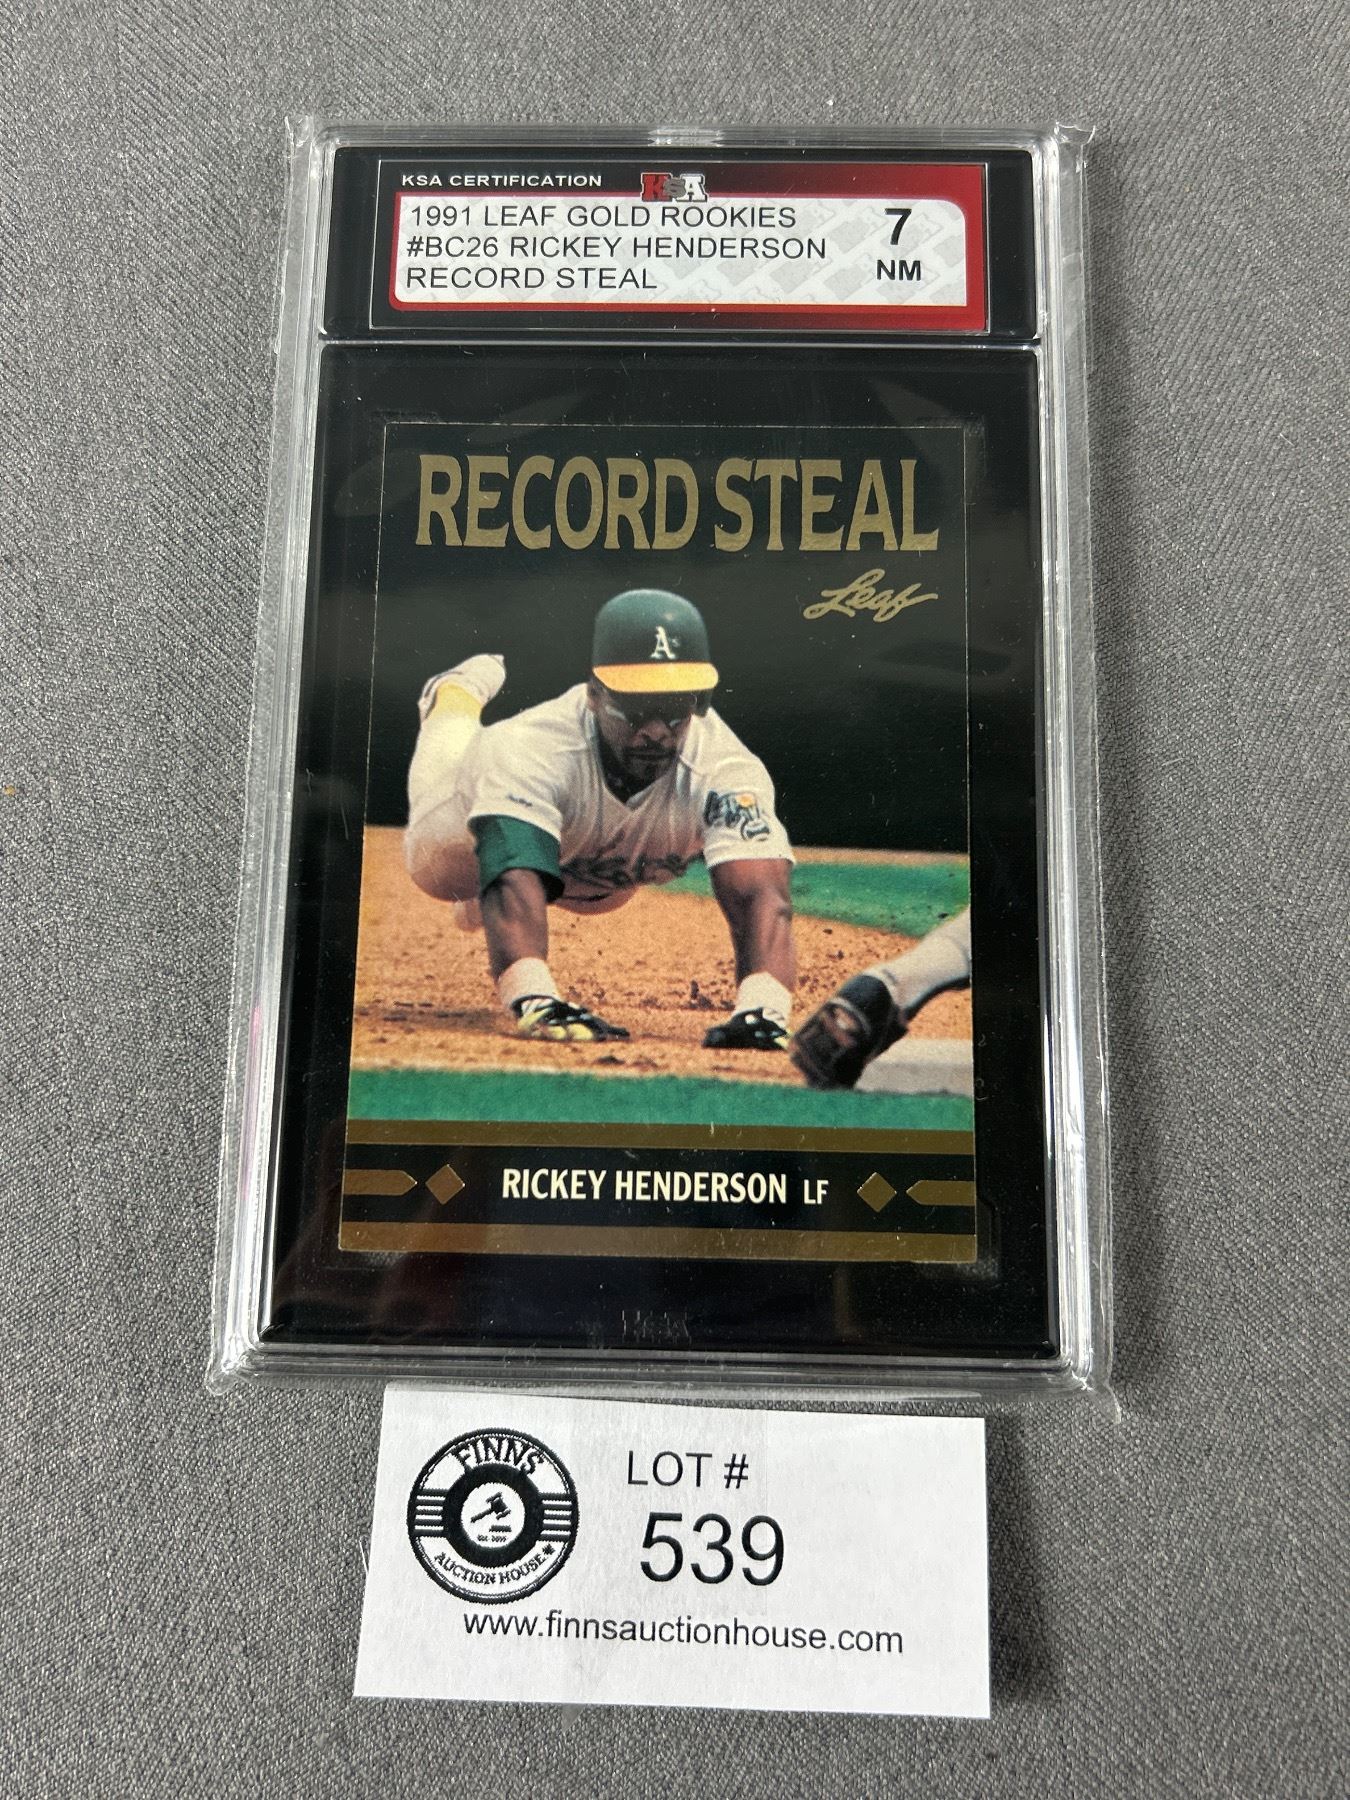 KSA CERTIFICATION KSA
1991 LEAF GOLD ROOKIES 7
#BC26 RICKEY HENDERSON NM
RECORD STEAL
RECORD STEAL
Leaf
A's
RICKEY HENDERSON LF
KSA
FINNS
AUCTION HOUSE
LOT #
539
www.finnsauctionhouse.com